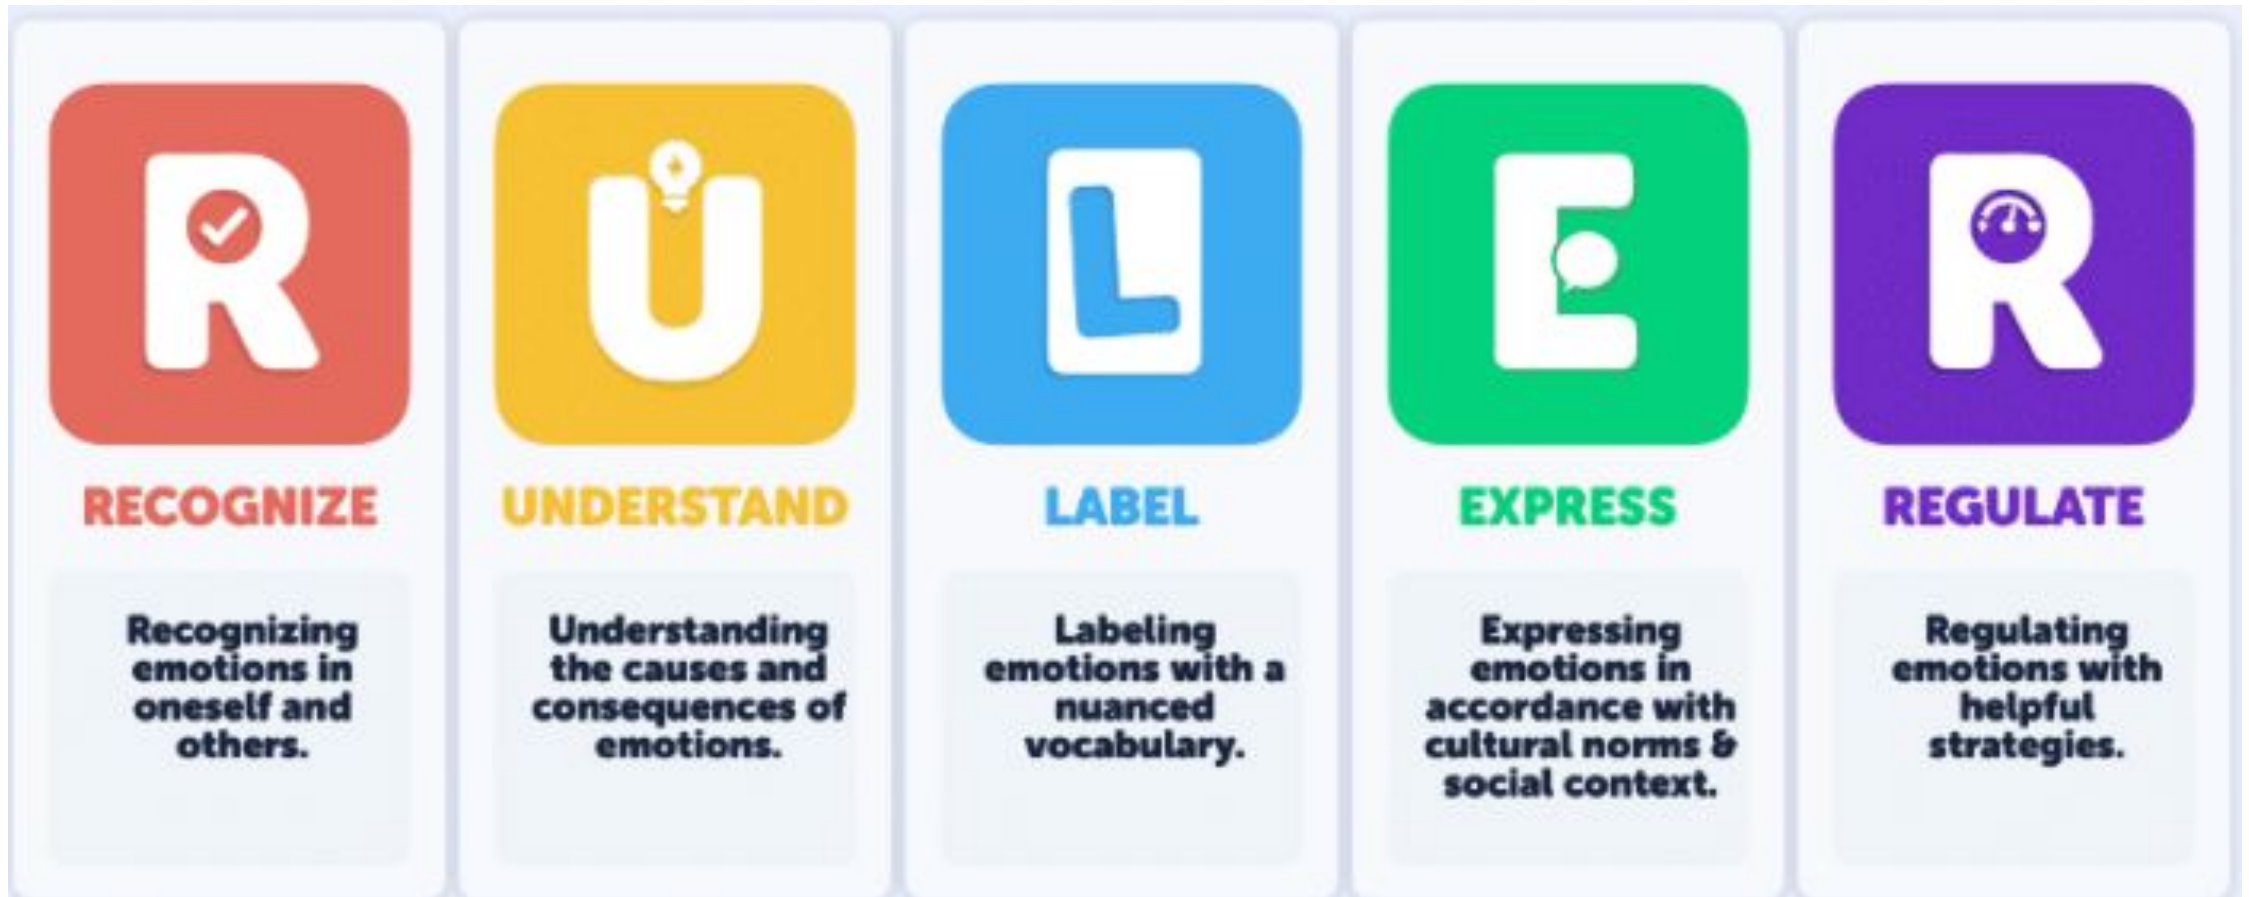 R
RECOGNIZE
Recognizing
emotions in
oneself and
others.
U
UNDERSTAND
Understanding
the causes and
consequences of
emotions.
L
LABEL
Labeling
emotions with a
nuanced
vocabulary.
E
EXPRESS
Expressing
emotions in
accordance with
cultural norms &
social context.
R
REGULATE
Regulating
emotions with
helpful
strategies.